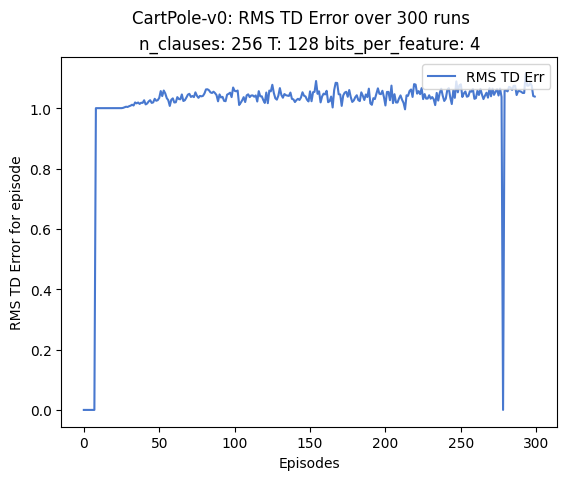 CartPole-v0: RMS TD Error over 300 runs
n_clauses: 256 T: 128 bits_per_feature: 4
RMS TD Err
1.0
0.8
0.6
0.4
0.2
0.0
RMS TD Error for episode
0 50 100 150 200 250 300
Episodes